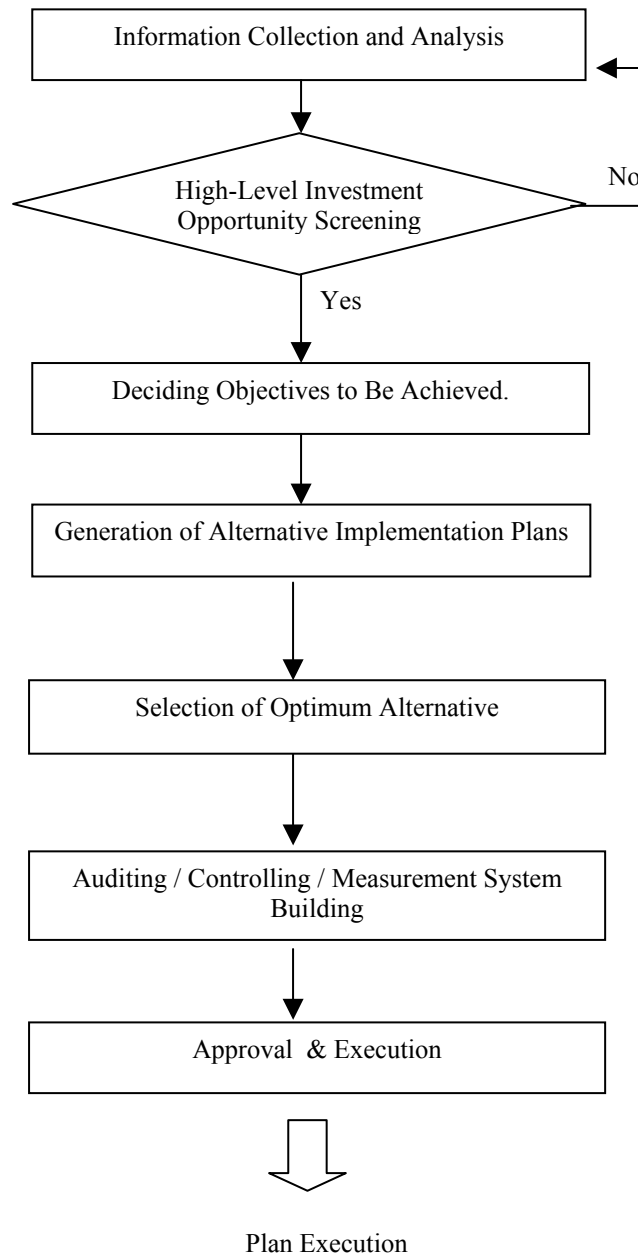 Information Collection and Analysis
High-Level Investment
Opportunity Screening
No
Yes
Deciding Objectives to Be Achieved.
Generation of Alternative Implementation Plans
Selection of Optimum Alternative
Auditing / Controlling / Measurement System
Building
Approval & Execution
Plan Execution